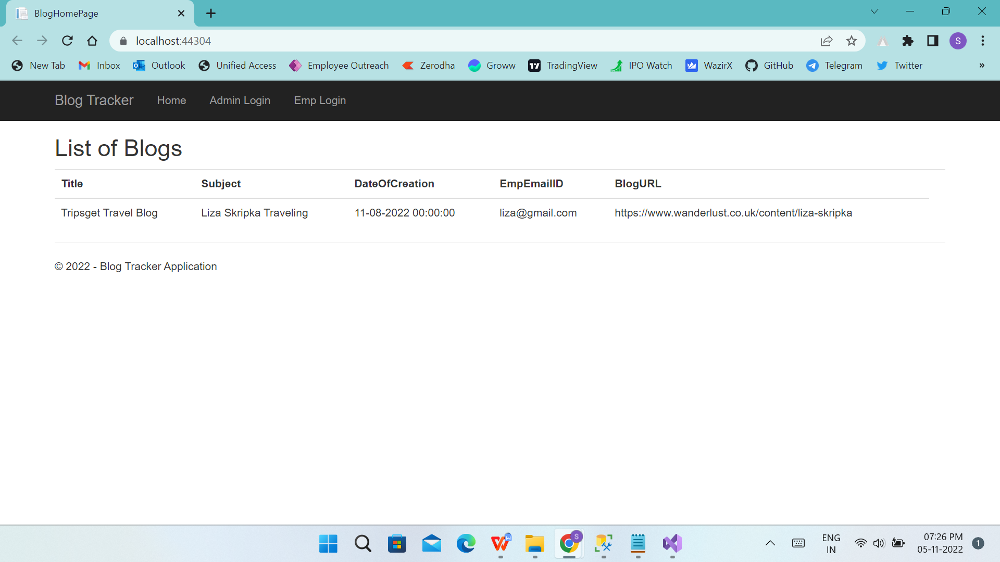 BlogHomePage
localhost:44304
S
New Tab Inbox Outlook Unified Access Employee Outreach Zerodha Groww TradingView IPO Watch WazirX GitHub Telegram Twitter »
Blog Tracker Home Admin Login Emp Login
List of Blogs
Title Subject DateOfCreation EmpEmailID BlogURL
Tripsget Travel Blog Liza Skripka Traveling 11-08-2022 00:00:00 liza@gmail.com https://www.wanderlust.co.uk/content/liza-skripka
© 2022 - Blog Tracker Application
S
ENG
IN
07:26 PM
05-11-2022
1